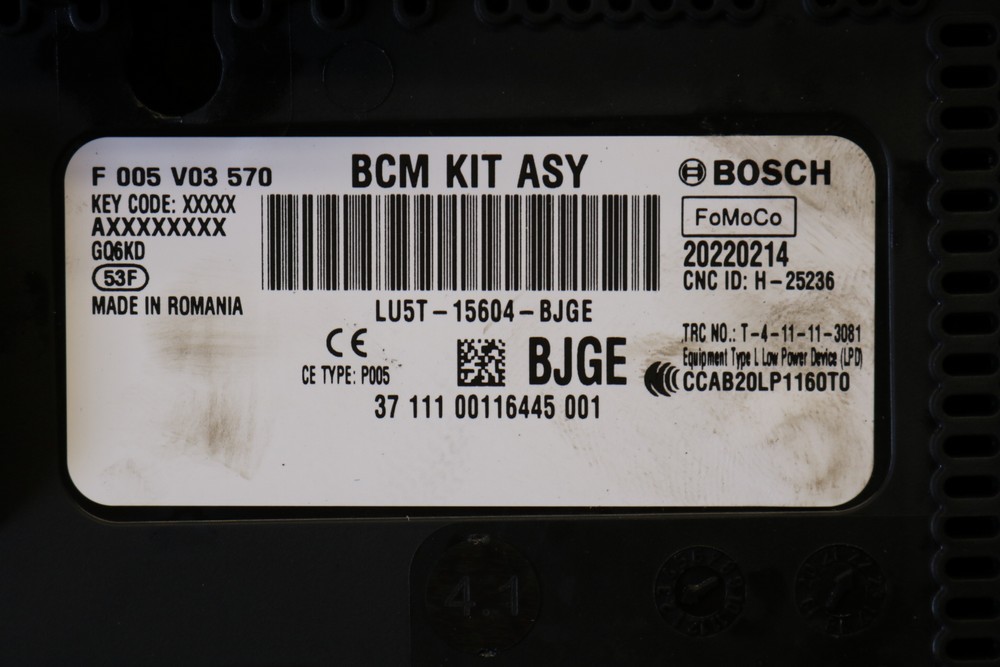 F 005 V03 570
BCM KIT ASY
BOSCH
KEY CODE: XXXXX
AXXXXXXXX
GQ6KD
53F
MADE IN ROMANIA
FoMoCo
20220214
CNC ID: H-25236
LU5T-15604-BJGE
CE
CE TYPE: P005
BJGE
TRC NO.: T-4-11-11-3081
Equipment Type L Low Power Device (LPD)
CCAB20LP1160T0
37 111 00116445 001
4.1